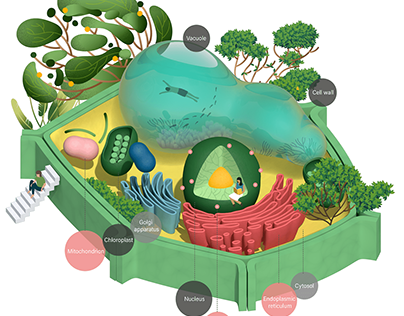 Vacuole
Cell wall
Golgi
apparatus
Chloroplast
Mitochondrion
Nucleus
Endoplasmic
reticulum
Cytosol